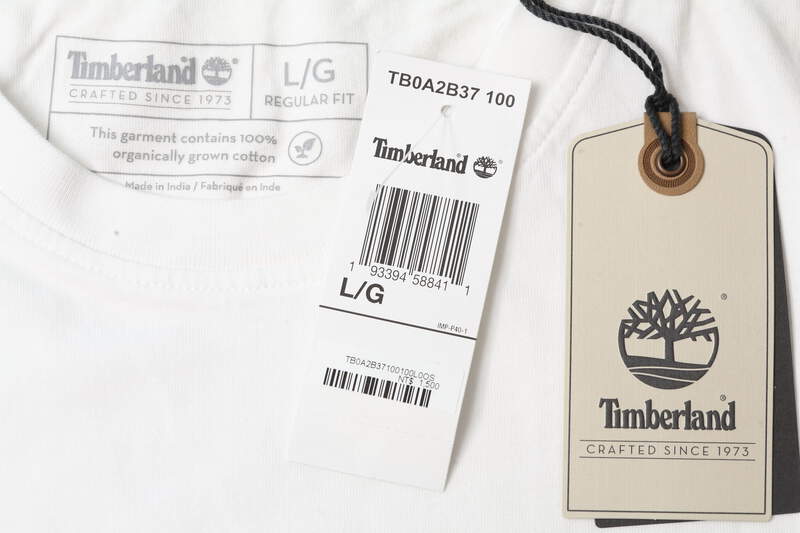 Timberland ®
L/G
CRAFTED SINCE 1973
REGULAR FIT
This garment contains 100%
organically grown cotton
Made in India / Fabriqué en Inde
TB0A2B37 100
Timberland ®
1 93394 58841 1
L/G
IMP-F40-1
TB0A2B37100100L0OS
NT$ 1,500
®
Timberland ®
CRAFTED SINCE 1973